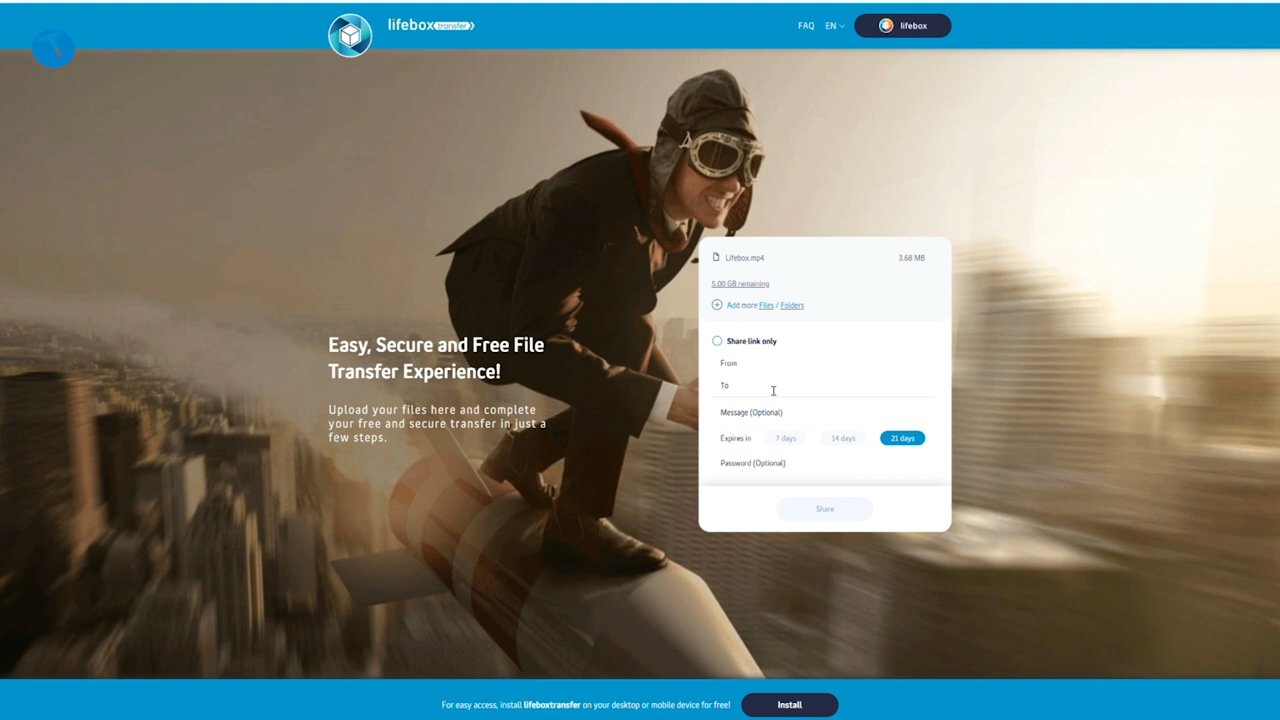 lifebox transfer
FAQ
EN
lifebox
Lifebox.mp4
3.68 MB
5.00 GB remaining
Add more Files / Folders
Share link only
From
To
Message (Optional)
Expires in
7 days
14 days
21 days
Password (Optional)
Share
Easy, Secure and Free File
Transfer Experience!
Upload your files here and complete
your free and secure transfer in just a
few steps.
For easy access, install lifeboxtransfer on your desktop or mobile device for free!
Install